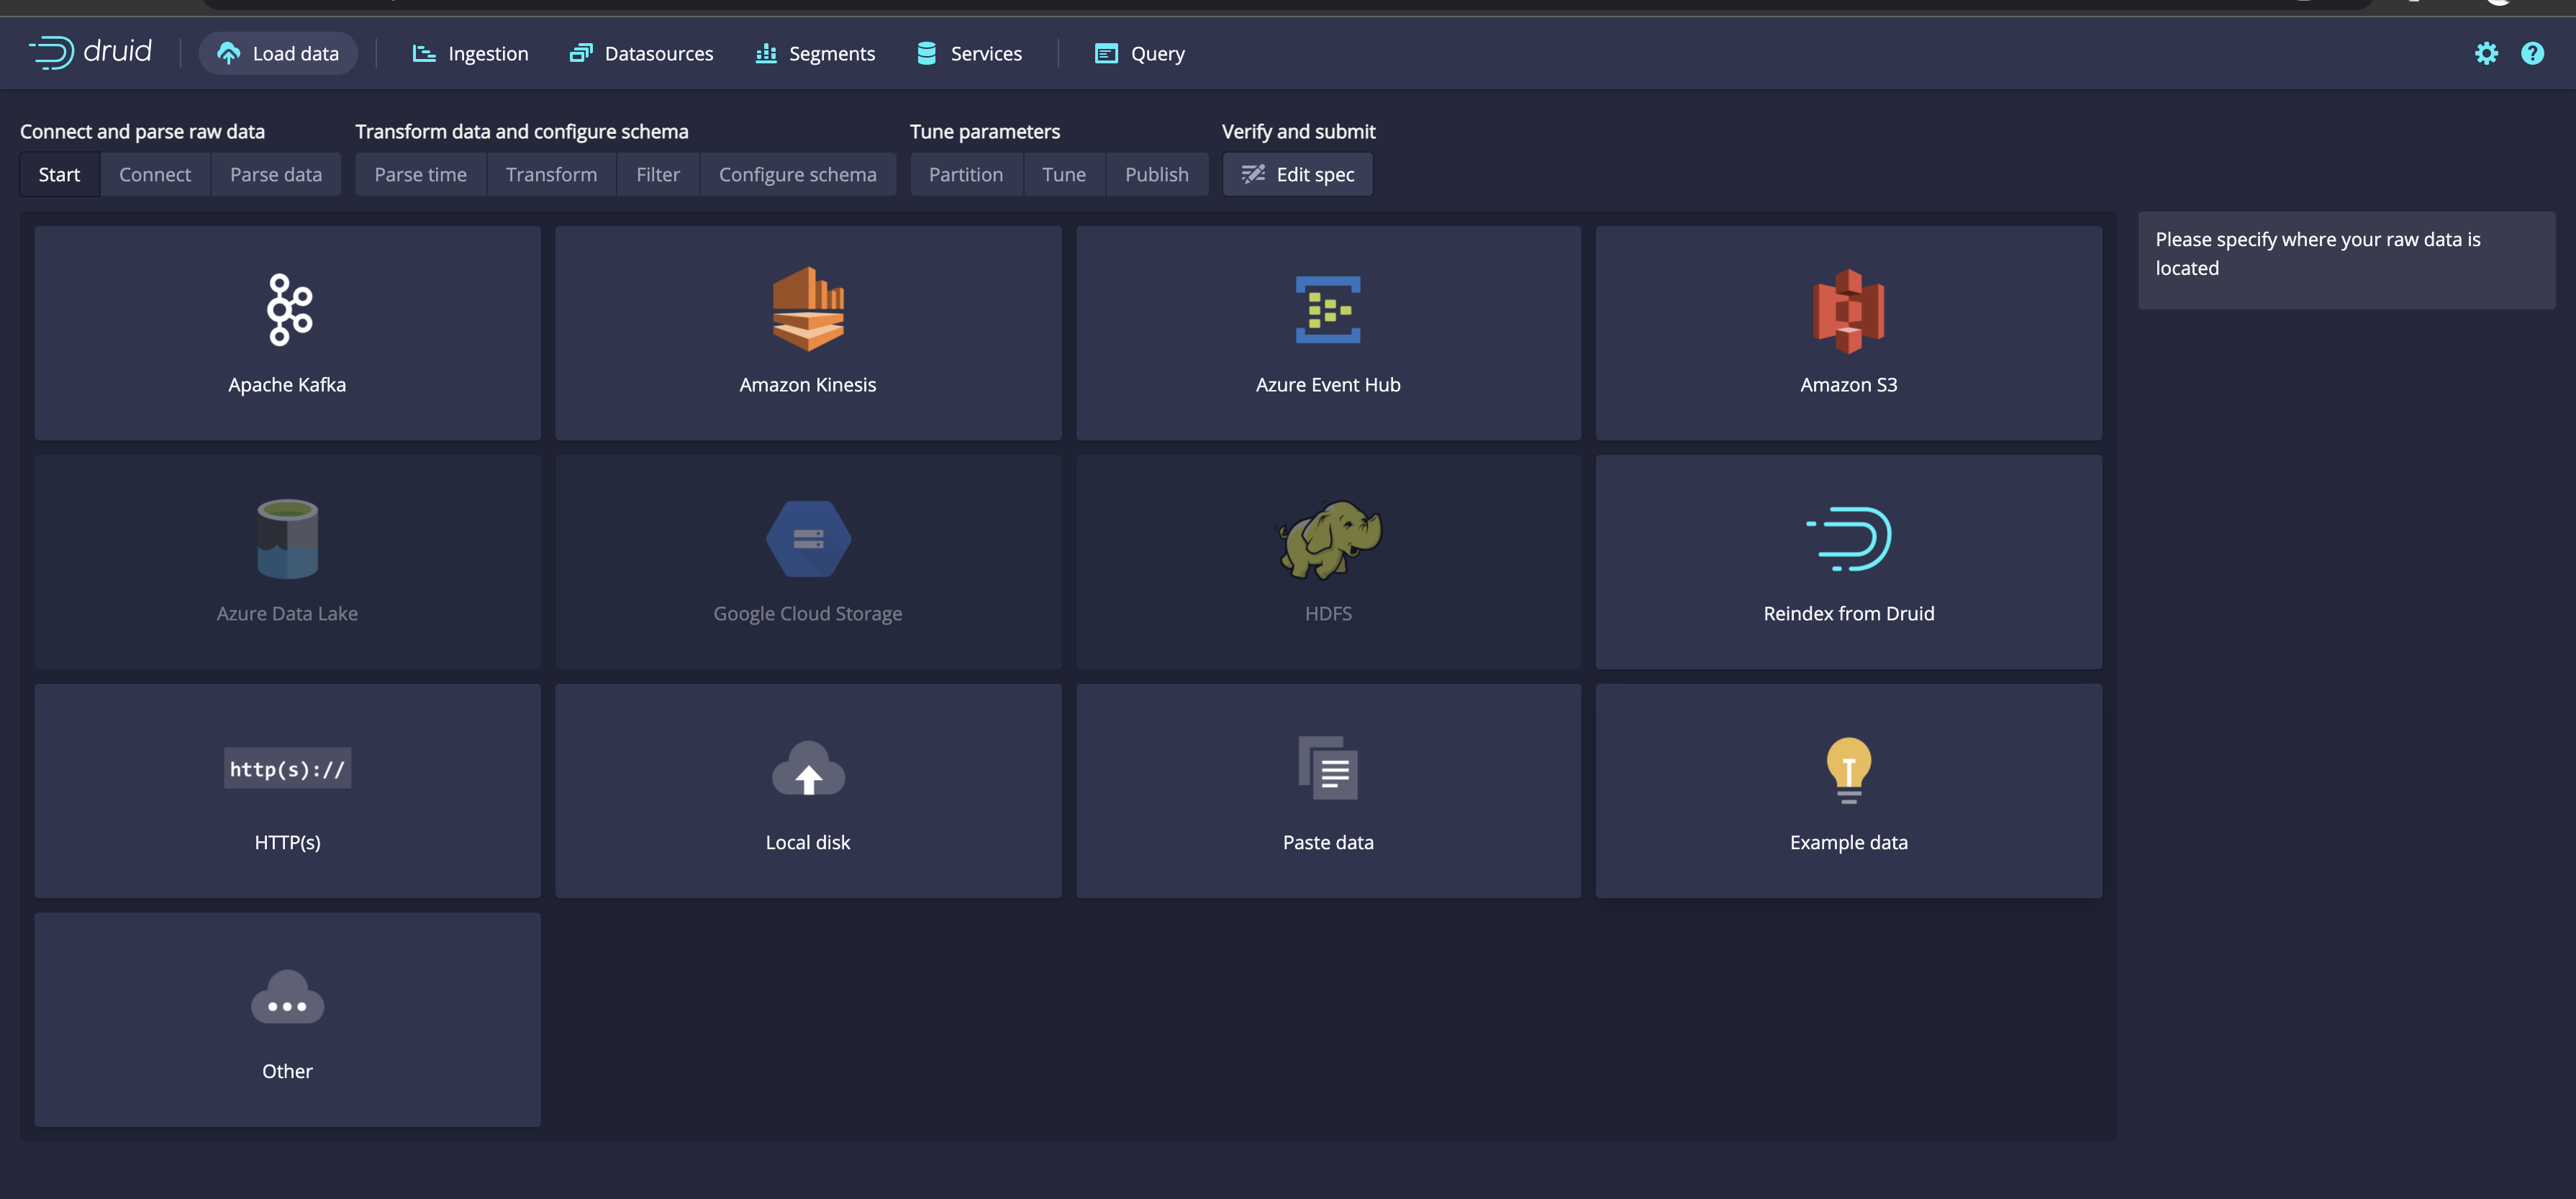 druid
Load data
Ingestion
Datasources
Segments
Services
Query
Connect and parse raw data
Transform data and configure schema
Tune parameters
Verify and submit
Start
Connect
Parse data
Parse time
Transform
Filter
Configure schema
Partition
Tune
Publish
Edit spec
Please specify where your raw data is
located
Apache Kafka
Amazon Kinesis
Azure Event Hub
Amazon S3
Azure Data Lake
Google Cloud Storage
HDFS
Reindex from Druid
http(s)://
HTTP(s)
Local disk
Paste data
Example data
Other